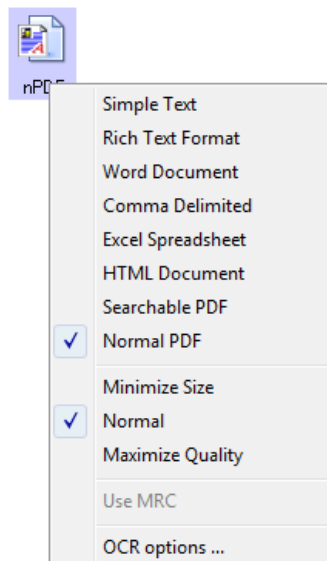 nPDF
Simple Text
Rich Text Format
Word Document
Comma Delimited
Excel Spreadsheet
HTML Document
Searchable PDF
Normal PDF
Minimize Size
Normal
Maximize Quality
Use MRC
OCR options ...